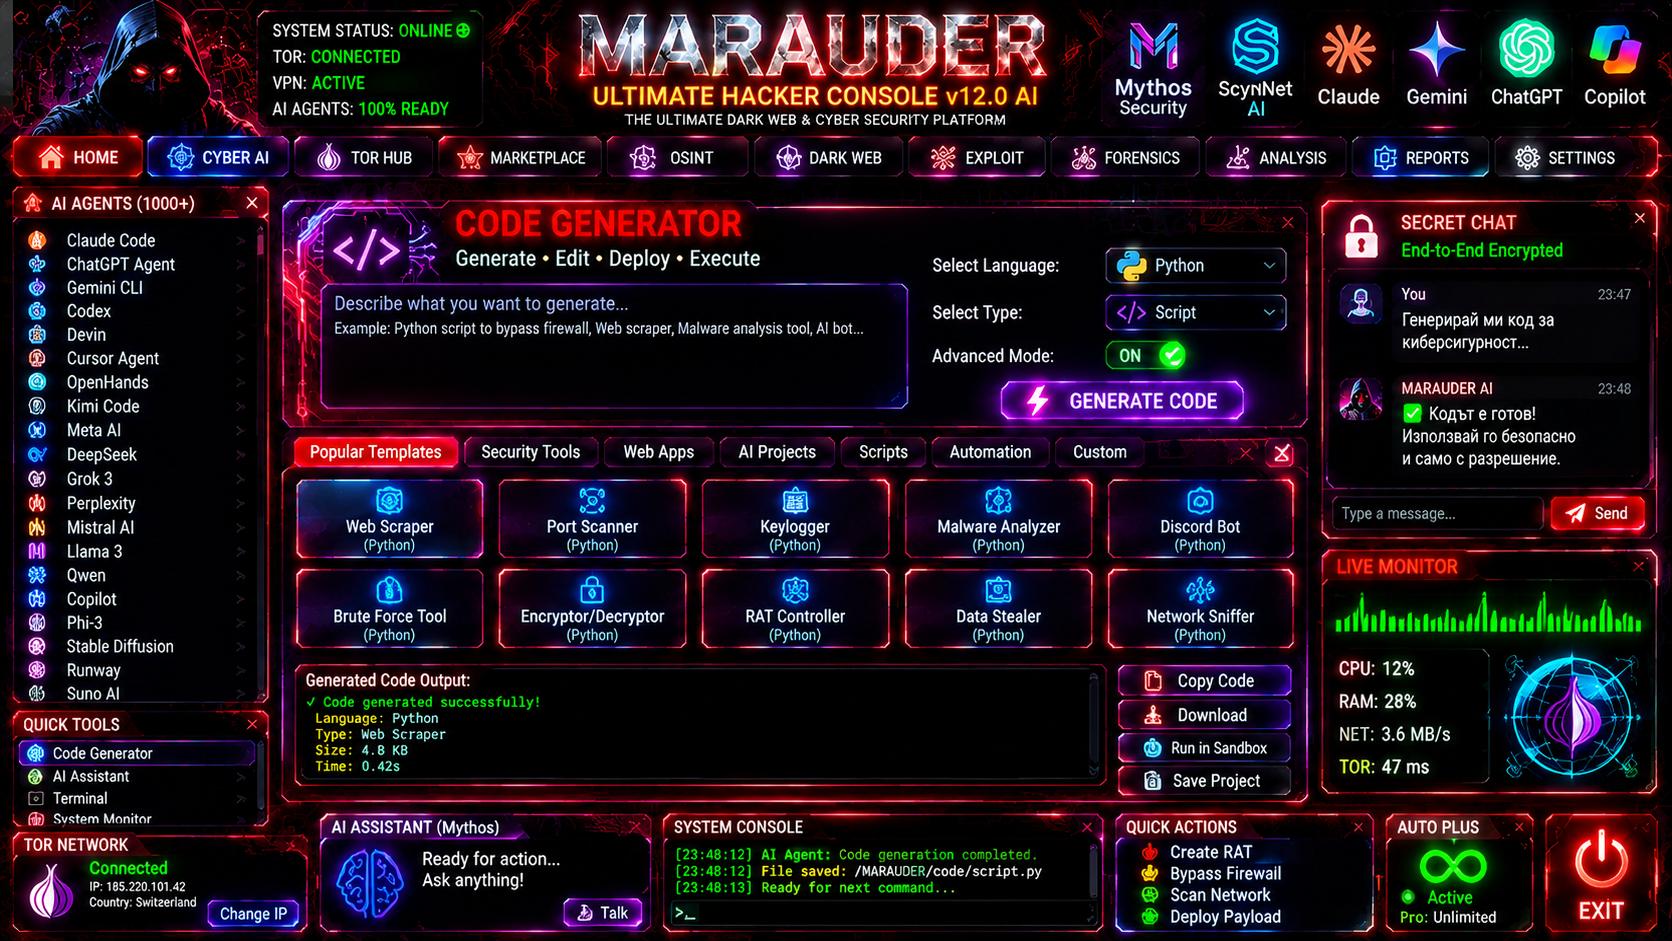 SYSTEM STATUS: ONLINE
TOR: CONNECTED
VPN: ACTIVE
AI AGENTS: 100% READY
MARAUDER
ULTIMATE HACKER CONSOLE v12.0 AI
THE ULTIMATE DARK WEB & CYBER SECURITY PLATFORM
Mythos
Security
ScynNet
AI
Claude
Gemini
ChatGPT
Copilot
HOME
CYBER AI
TOR HUB
MARKETPLACE
OSINT
DARK WEB
EXPLOIT
FORENSICS
ANALYSIS
REPORTS
SETTINGS
AI AGENTS (1000+)
Claude Code
ChatGPT Agent
Gemini CLI
Codex
Devin
Cursor Agent
OpenHands
Kimi Code
Meta AI
DeepSeek
Grok 3
Perplexity
Mistral AI
Llama 3
Qwen
Copilot
Phi-3
Stable Diffusion
Runway
Suno AI
QUICK TOOLS
Code Generator
AI Assistant
Terminal
System Monitor
TOR NETWORK
Connected
IP: 185.220.101.42
Country: Switzerland
Change IP
</>
CODE GENERATOR
Generate • Edit • Deploy • Execute
Describe what you want to generate...
Example: Python script to bypass firewall, Web scraper, Malware analysis tool, AI bot...
Select Language:
Python
Select Type:
</> Script
Advanced Mode:
ON
GENERATE CODE
Popular Templates
Security Tools
Web Apps
AI Projects
Scripts
Automation
Custom
Web Scraper
(Python)
Port Scanner
(Python)
Keylogger
(Python)
Malware Analyzer
(Python)
Discord Bot
(Python)
Brute Force Tool
(Python)
Encryptor/Decryptor
(Python)
RAT Controller
(Python)
Data Stealer
(Python)
Network Sniffer
(Python)
Generated Code Output:
✓ Code generated successfully!
Language: Python
Type: Web Scraper
Size: 4.8 KB
Time: 0.42s
Copy Code
Download
Run in Sandbox
Save Project
SECRET CHAT
End-to-End Encrypted
You 23:47
Генерирай ми код за
киберсигурност...
MARAUDER AI 23:48
✅ Кодът е готов!
Използвай го безопасно
и само с разрешение.
Type a message...
Send
LIVE MONITOR
CPU: 12%
RAM: 28%
NET: 3.6 MB/s
TOR: 47 ms
AI ASSISTANT (Mythos)
Ready for action...
Ask anything!
Talk
SYSTEM CONSOLE
[23:48:12] AI Agent: Code generation completed.
[23:48:12] File saved: /MARAUDER/code/script.py
[23:48:13] Ready for next command...
>_
QUICK ACTIONS
Create RAT
Bypass Firewall
Scan Network
Deploy Payload
AUTO PLUS
Active
Pro: Unlimited
EXIT